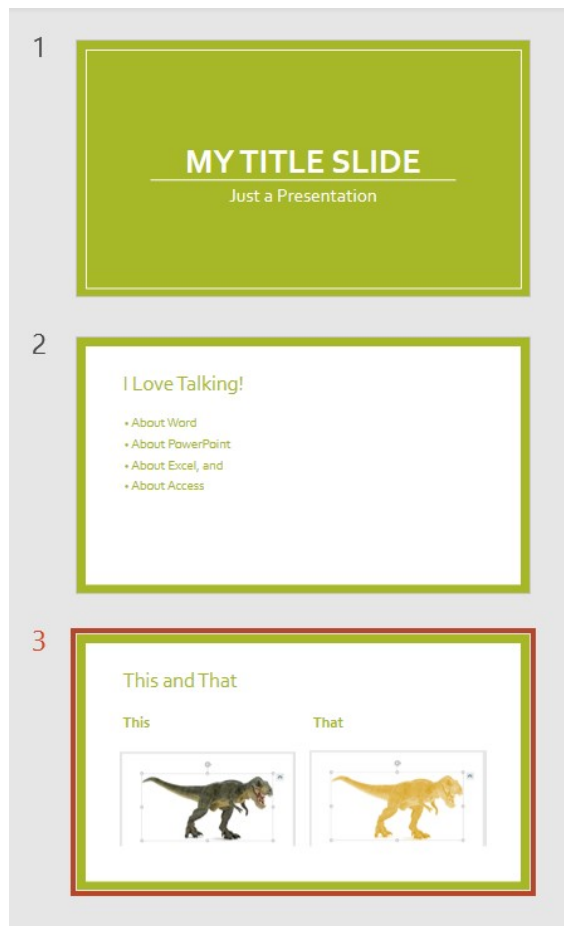 1
MY TITLE SLIDE
Just a Presentation
2
I Love Talking!
• About Word
• About PowerPoint
• About Excel, and
• About Access
3
This and That
This That